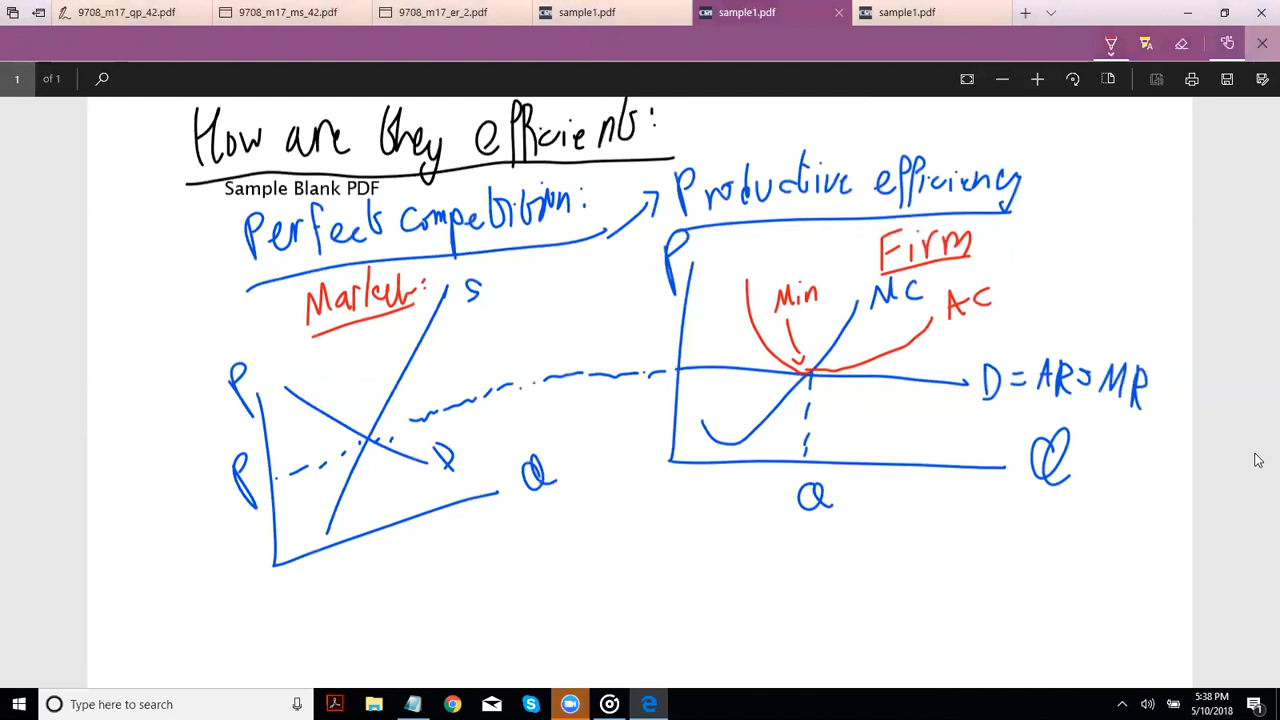 9708_m17_qp_42.pdf
9708_m17_ms_42.pdf
9708_m17_er_2.pdf
sample1.pdf
sample1.pdf
sample1.pdf
1 of 1
How are they efficient:
Sample Blank PDF
Perfect competition:
Productive efficiency
Market:
Firm
S
P
P
D
Q
P
Min
MC
AC
D = AR = MR
Q
Q
Type here to search
5:38 PM
5/10/2018